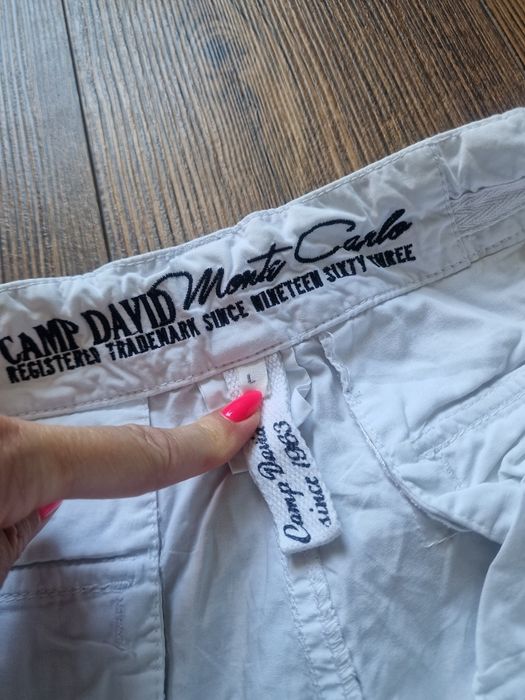 CAMP DAVID Monte Carlo
REGISTERED TRADEMARK SINCE NINETEEN SIXTY THREE
L
Camp David
since 1963